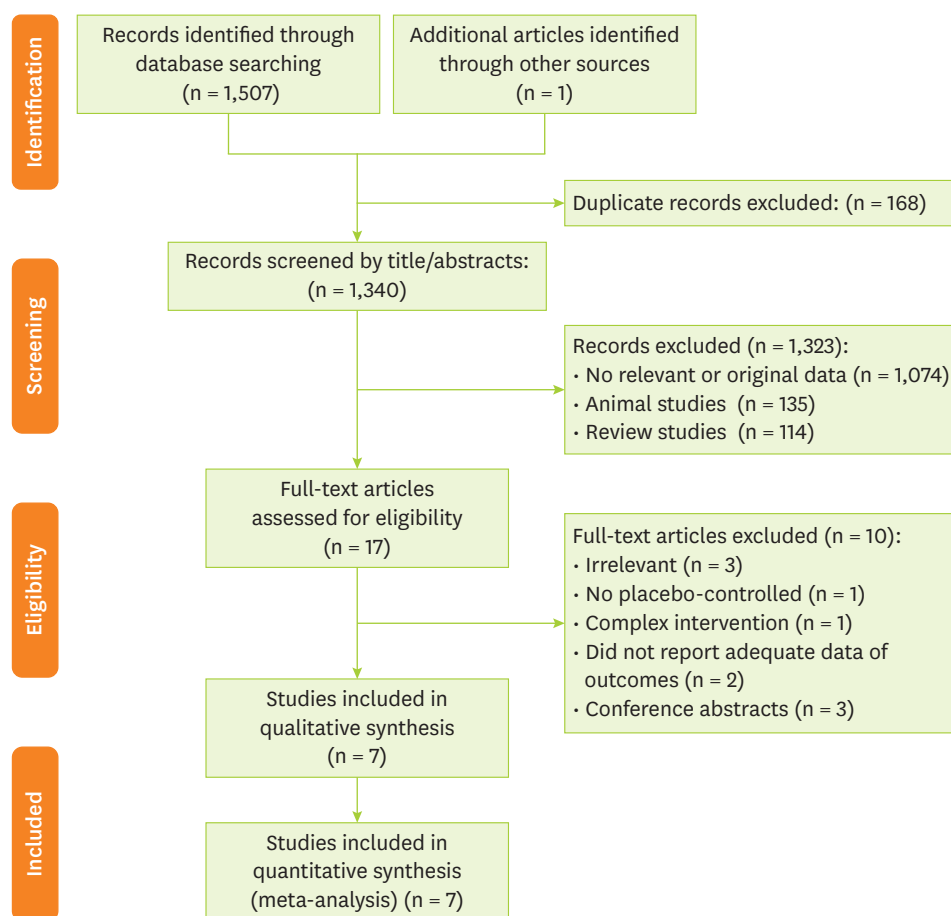 Identification
Records identified through
database searching
(n = 1,507)
Additional articles identified
through other sources
(n = 1)
Duplicate records excluded: (n = 168)
Screening
Records screened by title/abstracts:
(n = 1,340)
Records excluded (n = 1,323):
· No relevant or original data (n = 1,074)
· Animal studies (n = 135)
· Review studies (n = 114)
Eligibility
Full-text articles
assessed for eligibility
(n = 17)
Full-text articles excluded (n = 10):
· Irrelevant (n = 3)
· No placebo-controlled (n = 1)
· Complex intervention (n = 1)
· Did not report adequate data of
outcomes (n = 2)
· Conference abstracts (n = 3)
Studies included in
qualitative synthesis
(n = 7)
Included
Studies included in
quantitative synthesis
(meta-analysis) (n = 7)